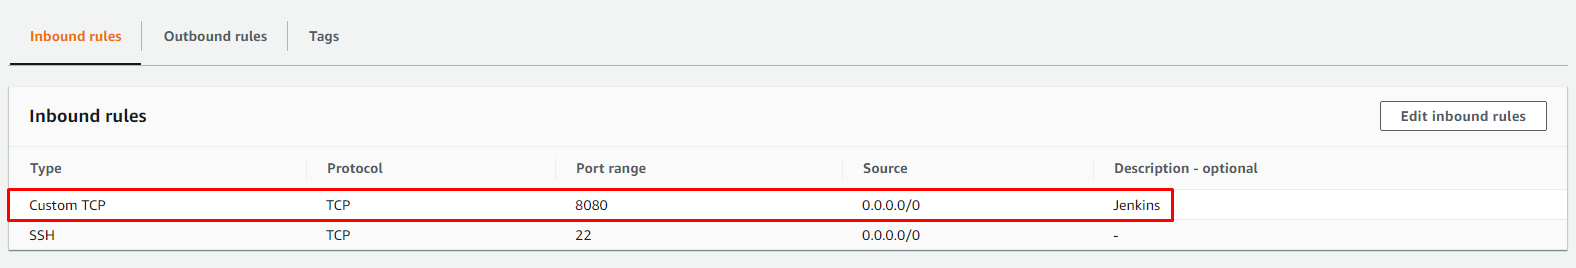 Inbound rules Outbound rules Tags
Inbound rules Edit inbound rules
Type Protocol Port range Source Description - optional
Custom TCP TCP 8080 0.0.0.0/0 Jenkins
SSH TCP 22 0.0.0.0/0 -